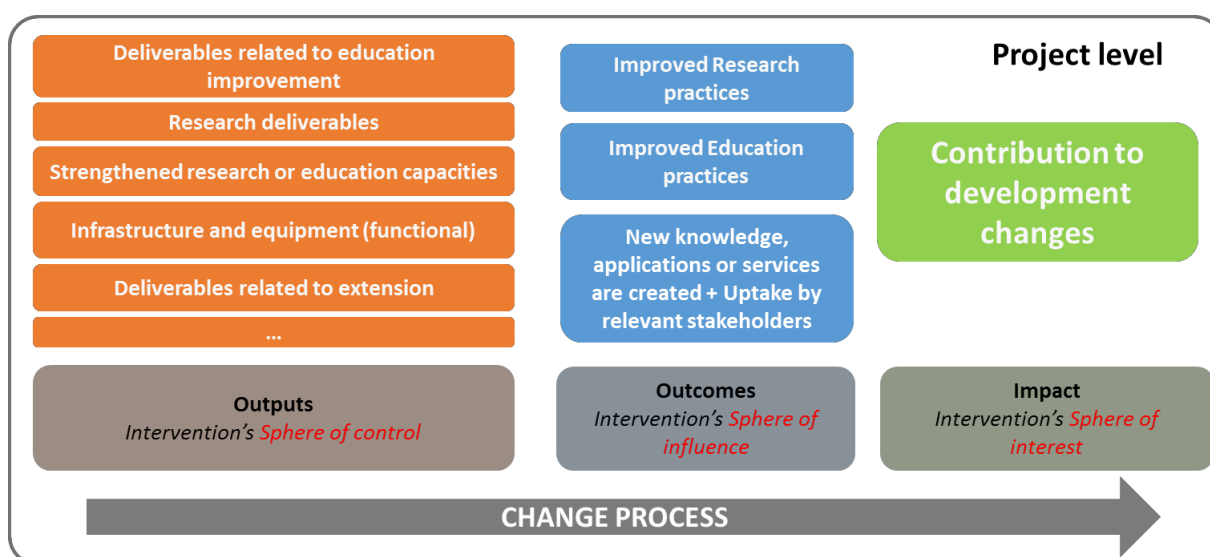 Deliverables related to education
improvement
Research deliverables
Strengthened research or education capacities
Infrastructure and equipment (functional)
Deliverables related to extension
...
Outputs
Intervention's Sphere of control
Improved Research
practices
Improved Education
practices
New knowledge,
applications or services
are created + Uptake by
relevant stakeholders
Outcomes
Intervention's Sphere of
influence
Project level
Contribution to
development
changes
Impact
Intervention's Sphere of
interest
CHANGE PROCESS